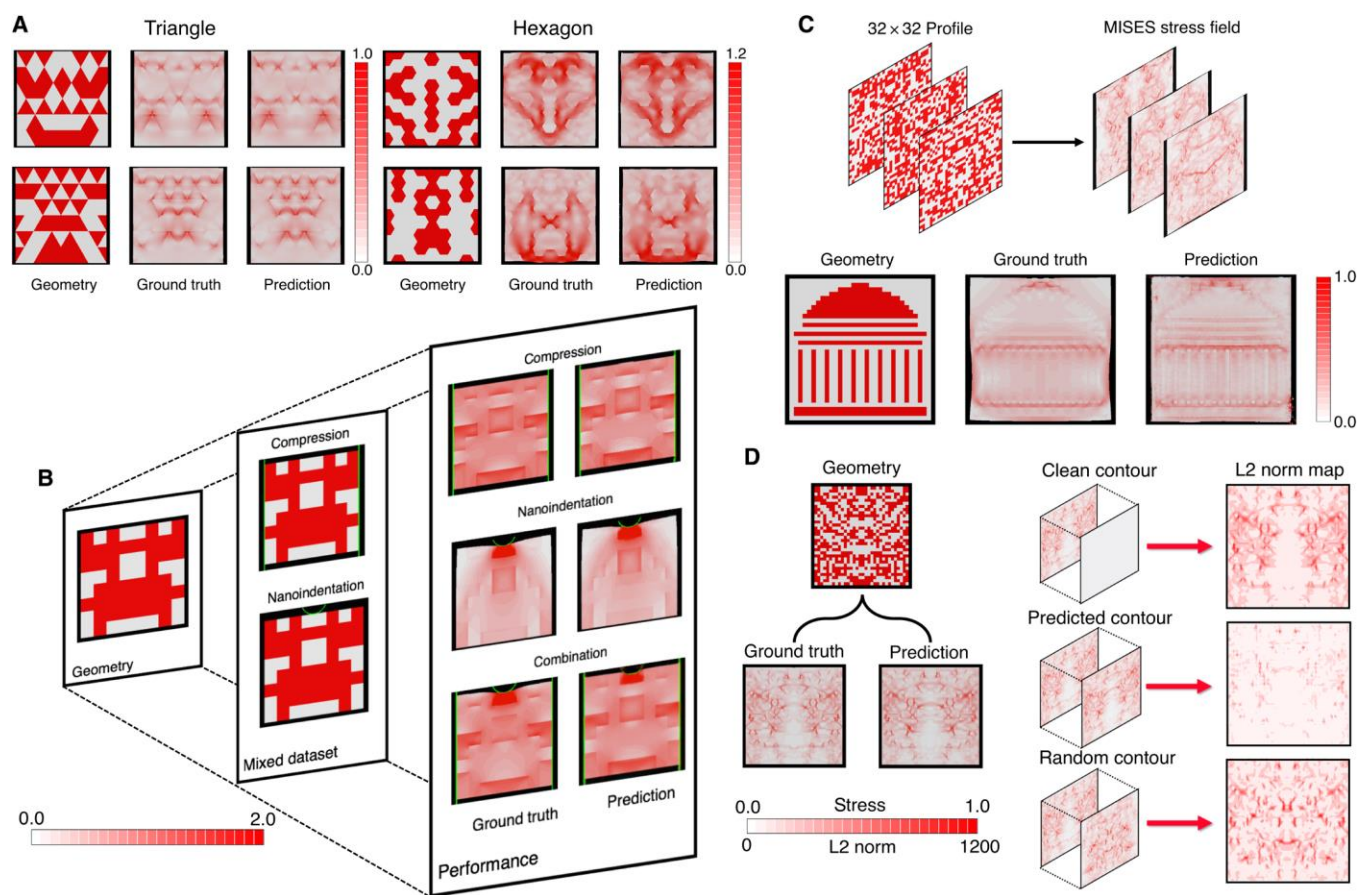 A
Triangle
Hexagon
1.0
0.0
1.2
0.0
Geometry
Ground truth
Prediction
Geometry
Ground truth
Prediction
B
Geometry
Compression
Nanoindentation
Mixed dataset
Compression
Nanoindentation
Combination
Ground truth
Prediction
Performance
0.0
2.0
C
32 × 32 Profile
MISES stress field
Geometry
Ground truth
Prediction
1.0
0.0
D
Geometry
Ground truth
Prediction
0.0
Stress
1.0
0
L2 norm
1200
Clean contour
L2 norm map
Predicted contour
Random contour